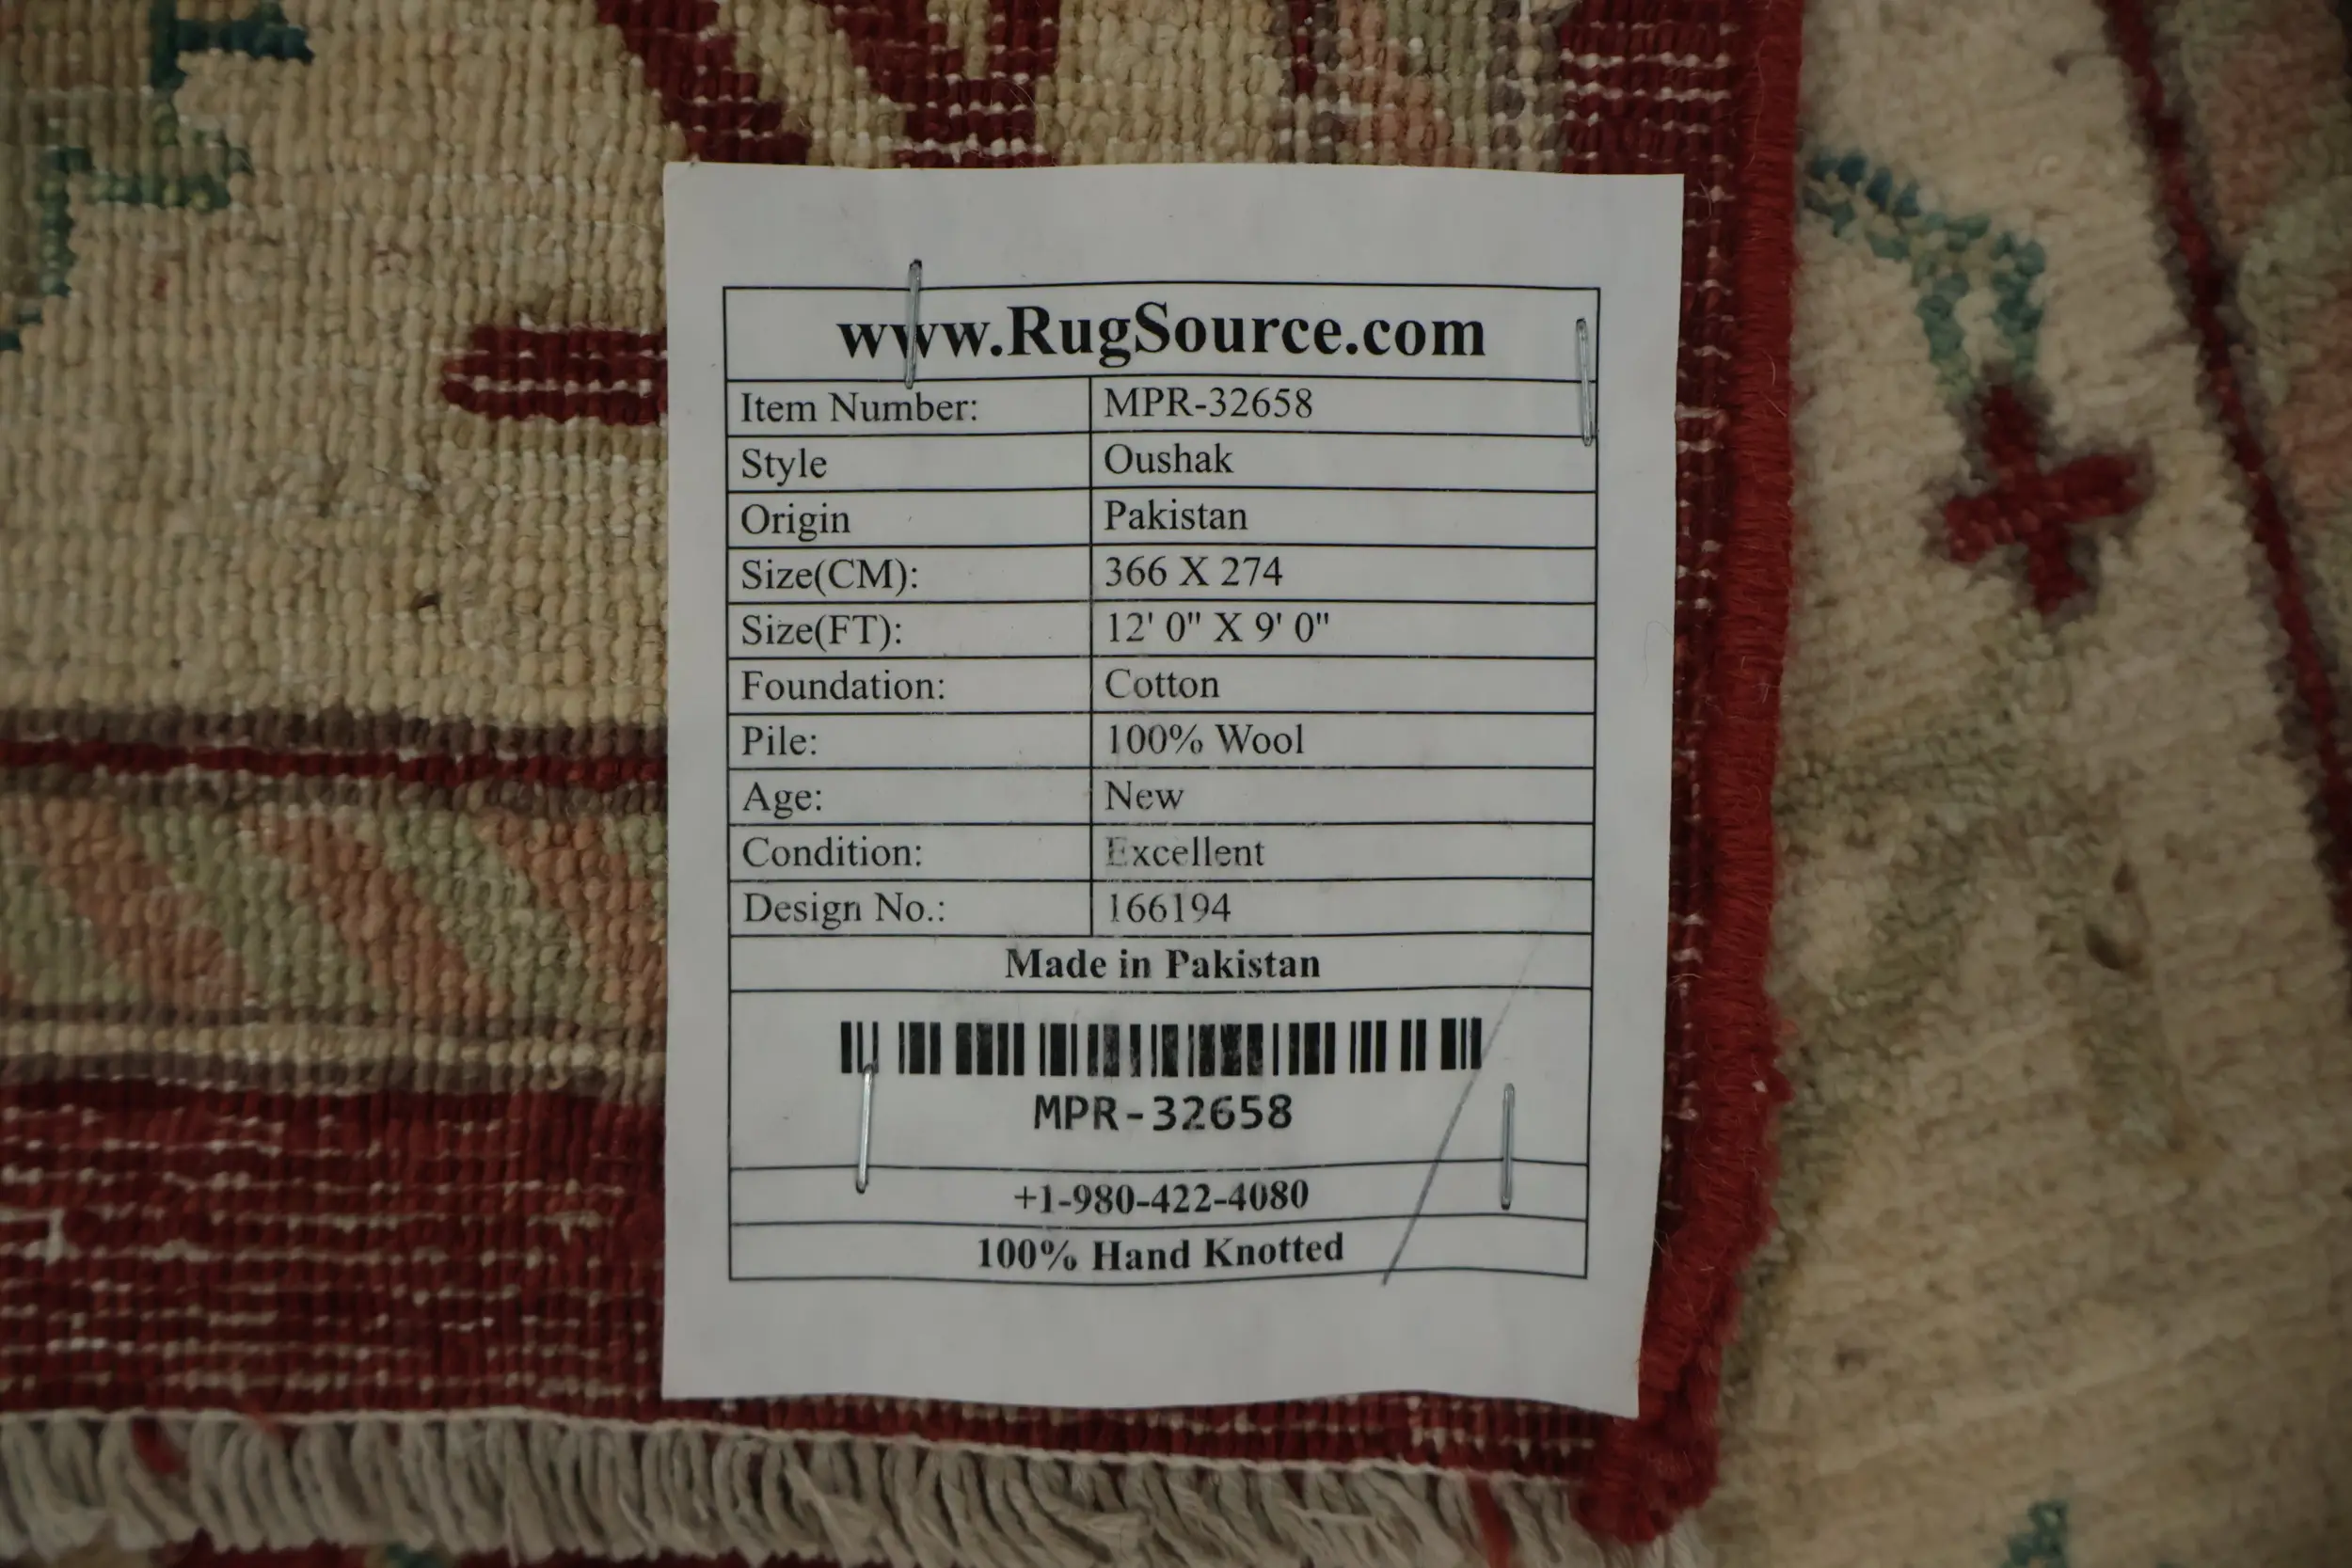 www.RugSource.com
Item Number: MPR-32658
Style Oushak
Origin Pakistan
Size(CM): 366 X 274
Size(FT): 12' 0" X 9' 0"
Foundation: Cotton
Pile: 100% Wool
Age: New
Condition: Excellent
Design No.: 166194
Made in Pakistan
MPR-32658
+1-980-422-4080
100% Hand Knotted